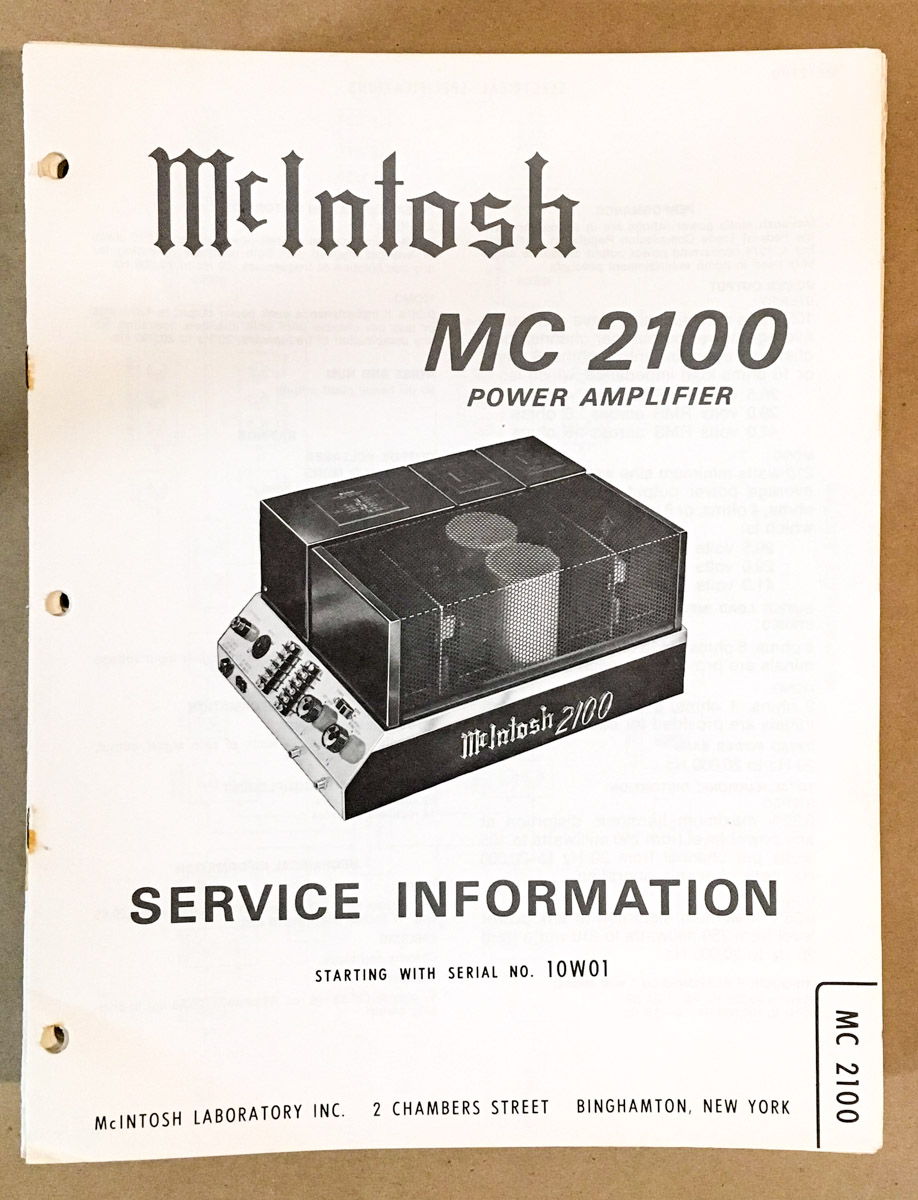 McIntosh
MC 2100
POWER AMPLIFIER
McIntosh 2100
SERVICE INFORMATION
STARTING WITH SERIAL NO. 10W01
MC 2100
McINTOSH LABORATORY INC. 2 CHAMBERS STREET BINGHAMTON, NEW YORK